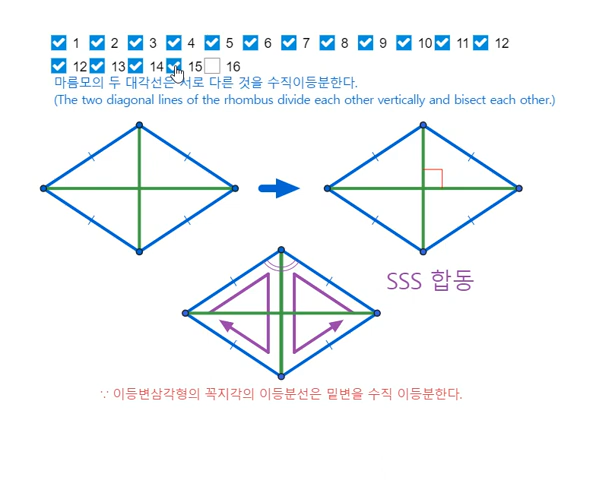 1 2 3 4 5 6 7 8 9 10 11 12
12 13 14 15 16
마름모의 두 대각선은 서로 다른 것을 수직이등분한다.
(The two diagonal lines of the rhombus divide each other vertically and bisect each other.)
SSS 합동
∵ 이등변삼각형의 꼭지각의 이등분선은 밑변을 수직 이등분한다.